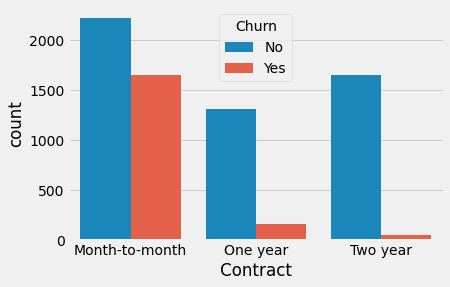 Churn
No
Yes
2000
1500
1000
500
0
count
Month-to-month
One year
Two year
Contract